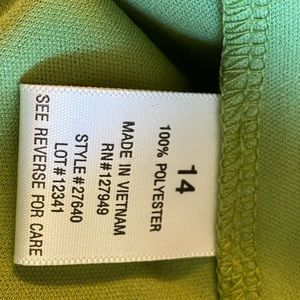 14
100% POLYESTER
MADE IN VIETNAM
RN#127949
STYLE#27640
LOT#12341
SEE REVERSE FOR CARE